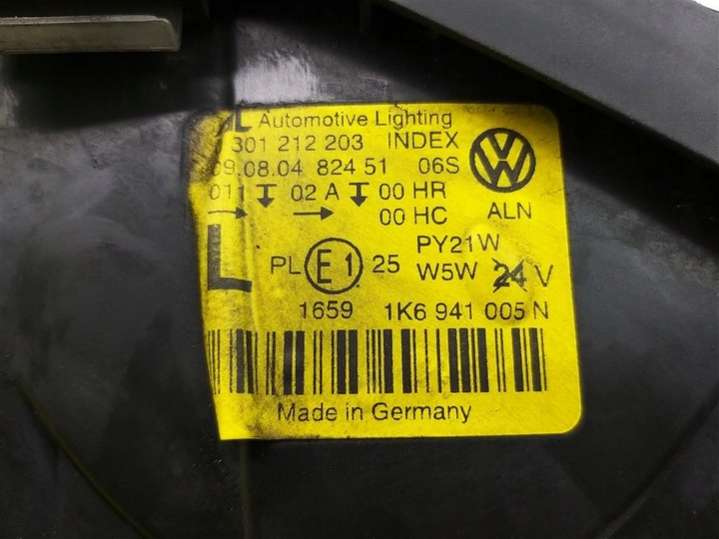 L Automotive Lighting
301 212 203 INDEX
09.08.04 824 51 06S
011 02 A 00 HR
00 HC ALN
L PL E1 25 PY21W
W5W 24 V
1659 1K6 941 005 N
Made in Germany
VW